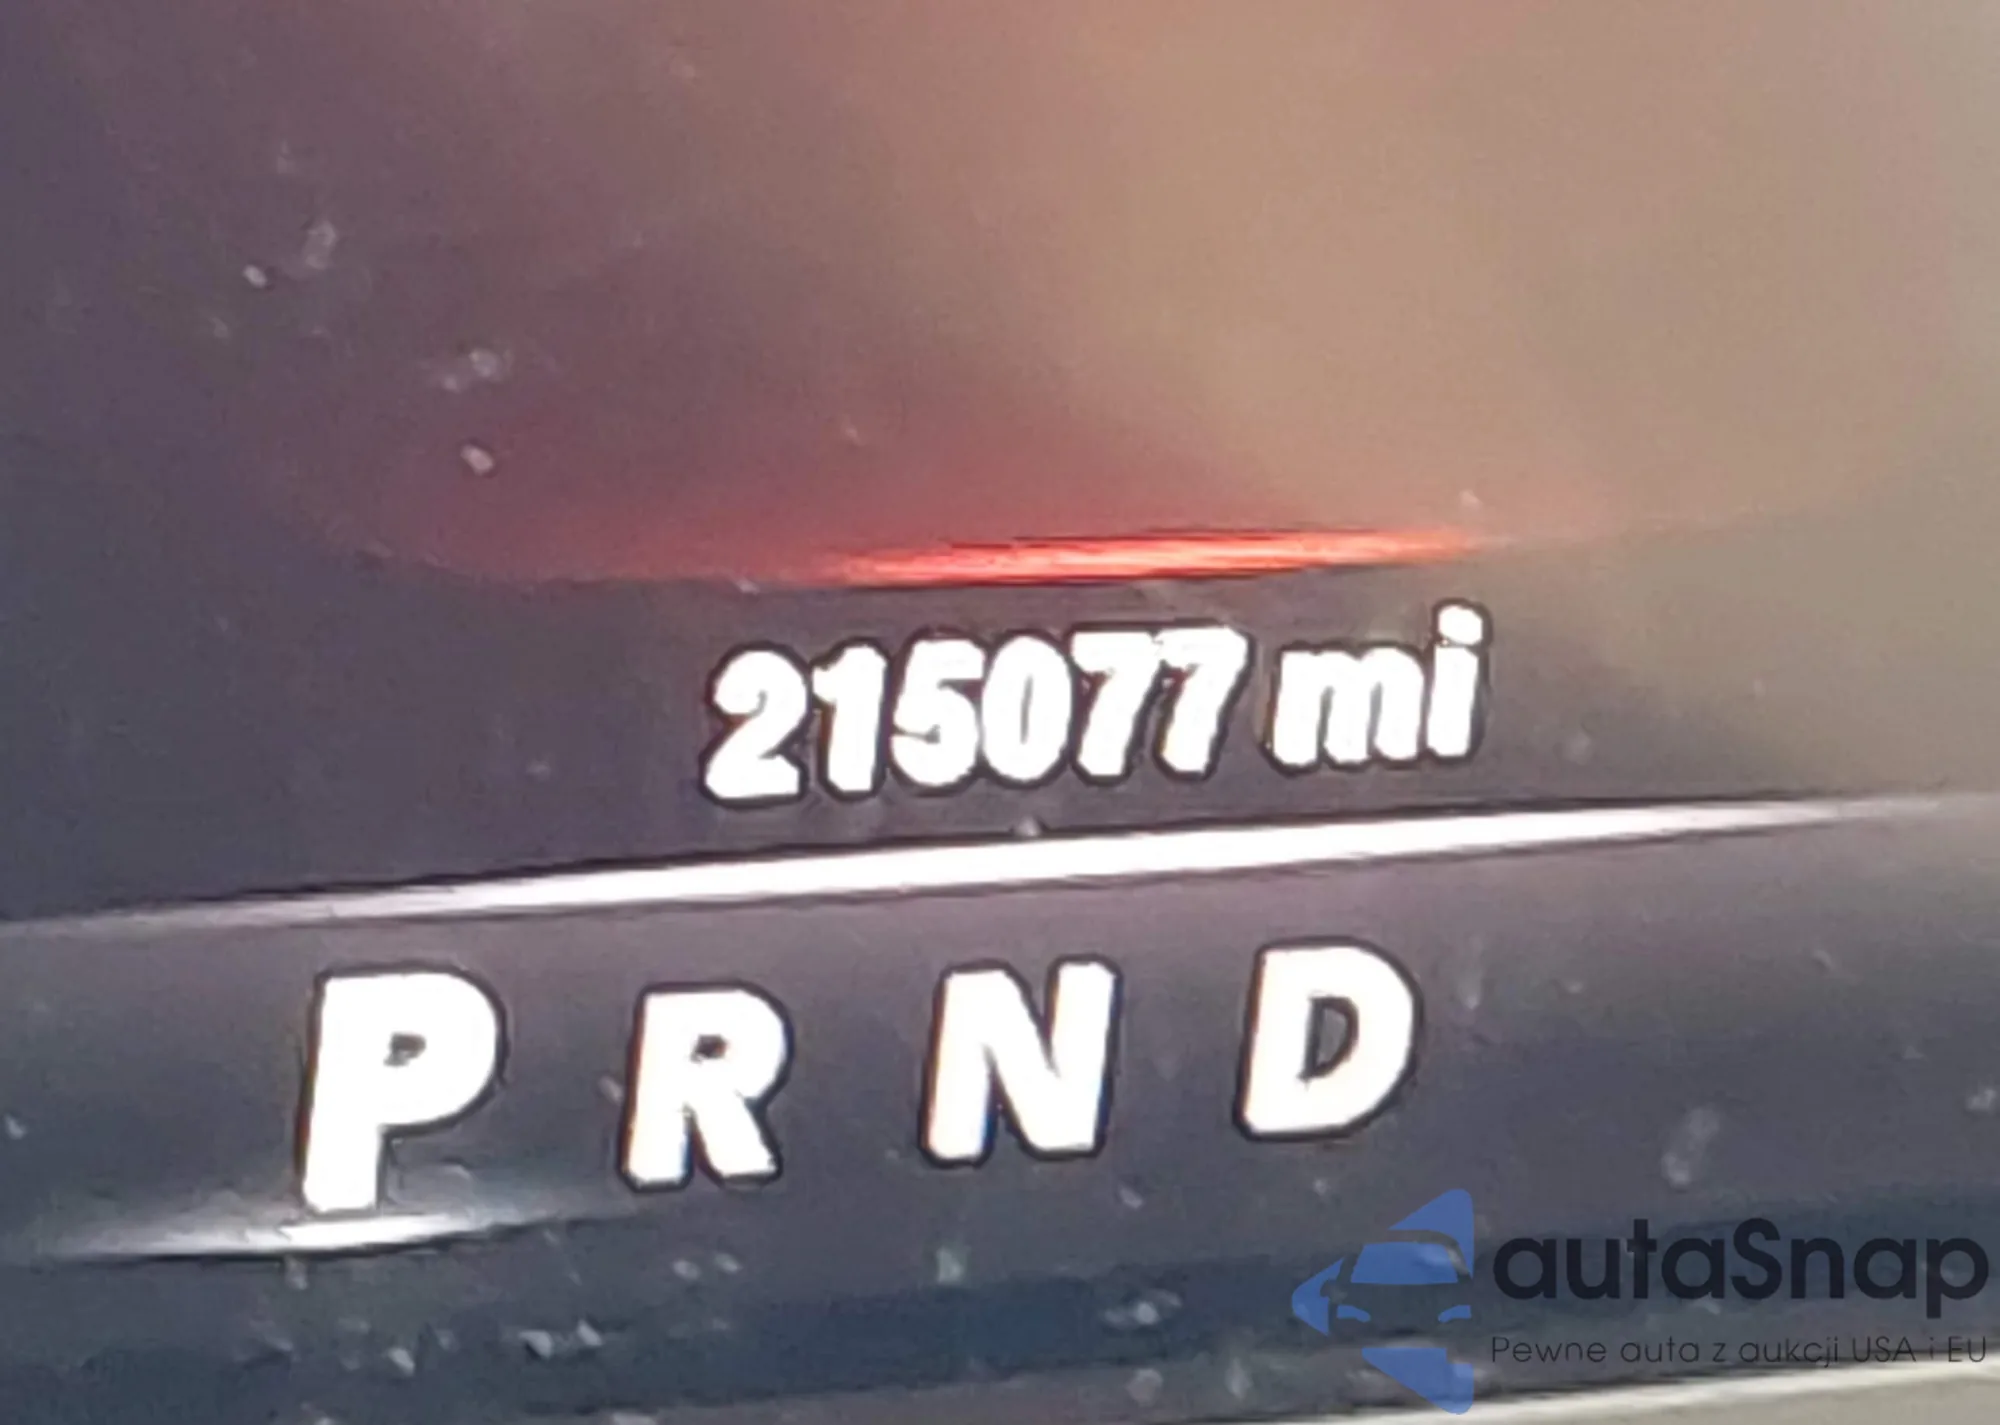 215077 mi
P R N D
autaSnap
Pewne auta z aukcji USA i EU